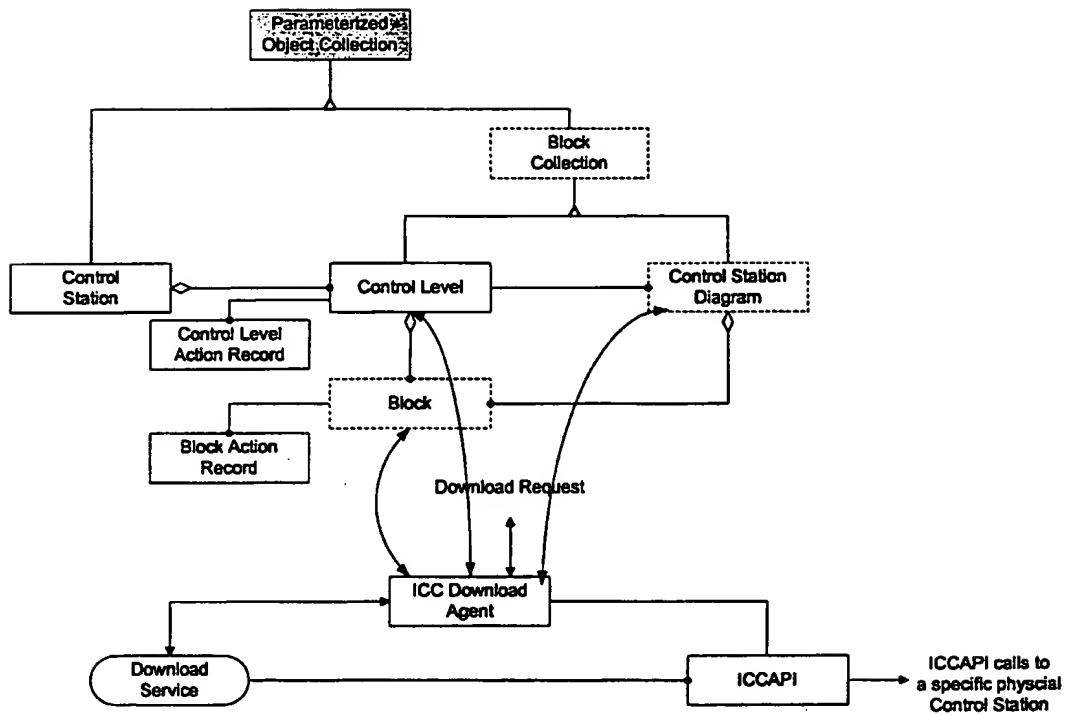 Parameterized
Object Collection
Block
Collection
Control
Station
Control Level
Control Station
Diagram
Control Level
Action Record
Block
Block Action
Record
Download Request
ICC Download
Agent
Download
Service
ICCAPI
ICCAPI calls to
a specific physcial
Control Station